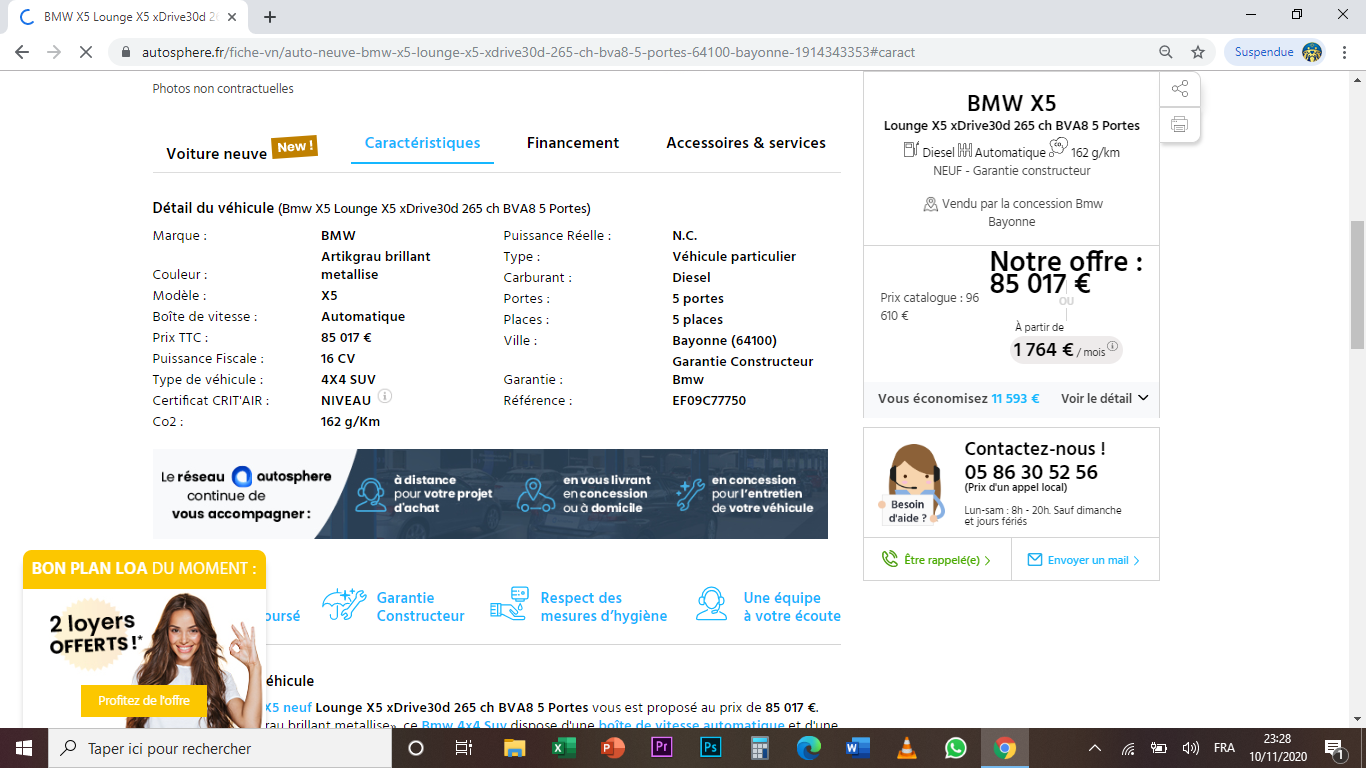 BMW X5 Lounge X5 xDrive30d 26
autosphere.fr/fiche-vn/auto-neuve-bmw-x5-lounge-x5-xdrive30d-265-ch-bva8-5-portes-64100-bayonne-1914343353#caract
Suspendue
Photos non contractuelles
Voiture neuve New !
Caractéristiques
Financement
Accessoires & services
Détail du véhicule (Bmw X5 Lounge X5 xDrive30d 265 ch BVA8 5 Portes)
Marque : BMW
Couleur : Artikgrau brillant
metallise
Modèle : X5
Boîte de vitesse : Automatique
Prix TTC : 85 017 €
Puissance Fiscale : 16 CV
Type de véhicule : 4X4 SUV
Certificat CRIT'AIR : NIVEAU
Co2 : 162 g/Km
Puissance Réelle : N.C.
Type : Véhicule particulier
Carburant : Diesel
Portes : 5 portes
Places : 5 places
Ville : Bayonne (64100)
Garantie : Garantie Constructeur
Bmw
Référence : EF09C77750
Le réseau autosphere
continue de
vous accompagner :
à distance
pour votre projet
d'achat
en vous livrant
en concession
ou à domicile
en concession
pour l'entretien
de votre véhicule
oursé
Garantie
Constructeur
Respect des
mesures d'hygiène
Une équipe
à votre écoute
éhicule
X5 neuf Lounge X5 xDrive30d 265 ch BVA8 5 Portes vous est proposé au prix de 85 017 €.
rau brillant metallise», ce Bmw 4x4 Suv dispose d'une boîte de vitesse automatique et d'une
BON PLAN LOA DU MOMENT :
2 loyers
OFFERTS !*
Profitez de l'offre
BMW X5
Lounge X5 xDrive30d 265 ch BVA8 5 Portes
Diesel Automatique CO2 162 g/km
NEUF - Garantie constructeur
Vendu par la concession Bmw
Bayonne
Prix catalogue : 96
610 €
Notre offre :
85 017 €
OU
À partir de
1 764 € / mois
Vous économisez 11 593 €
Voir le détail
Besoin
d'aide ?
Contactez-nous !
05 86 30 52 56
(Prix d'un appel local)
Lun-sam : 8h - 20h. Sauf dimanche
et jours fériés
Être rappelé(e)
Envoyer un mail
Taper ici pour rechercher
FRA
23:28
10/11/2020
1